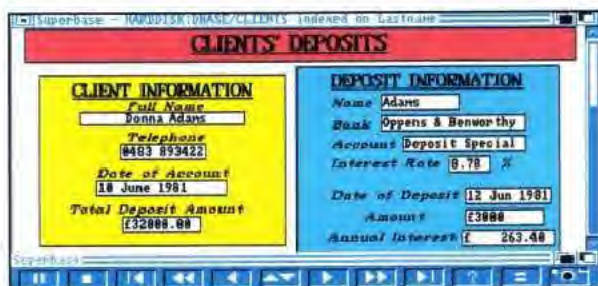 Superbase - HARDDISK:DBASE/CLIENTS indexed on Lastname
CLIENTS' DEPOSITS
CLIENT INFORMATION
Full Name
Donna Adams
Telephone
0483 893422
Date of Account
10 June 1981
Total Deposit Amount
£32000.00
DEPOSIT INFORMATION
Name Adams
Bank Oppens & Benworthy
Account Deposit Special
Interest Rate 8.78 %
Date of Deposit 12 Jun 1981
Amount £3000
Annual Interest £ 263.40
Superbase
? =